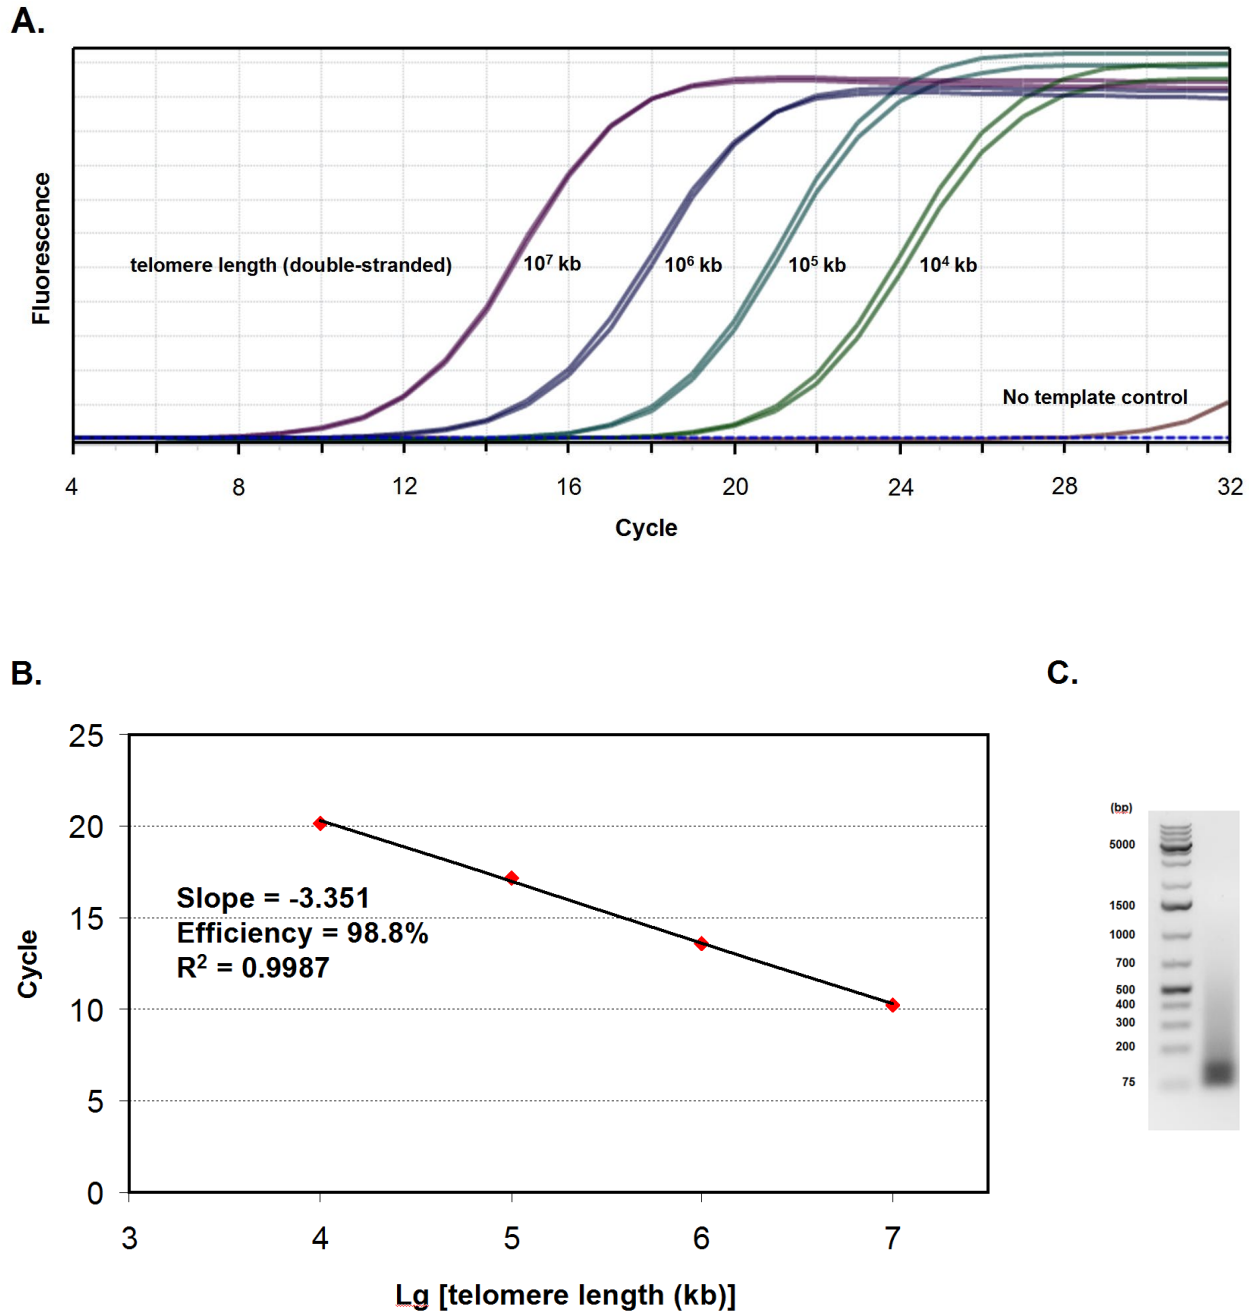 A.
Fluorescence
telomere length (double-stranded)
10⁷ kb
10⁶ kb
10⁵ kb
10⁴ kb
No template control
4
8
12
16
20
24
28
32
Cycle
B.
25
20
15
10
5
0
Cycle
Slope = -3.351
Efficiency = 98.8%
R² = 0.9987
3
4
5
6
7
Lg [telomere length (kb)]
C.
(bp)
5000
1500
1000
700
500
400
300
200
75